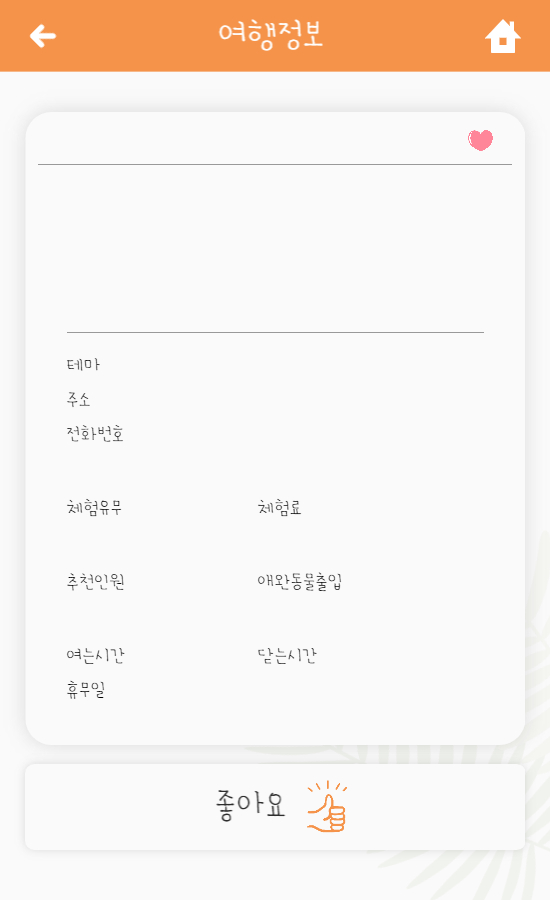 여행정보
테마
주소
전화번호
체험유무 체험료
추천인원 애완동물출입
여는시간 닫는시간
휴무일
좋아요